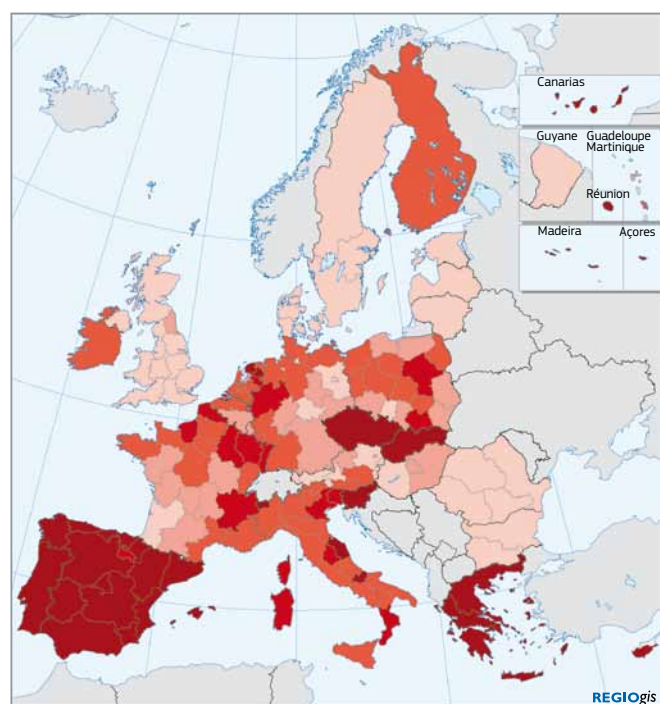 Canarias
Guyane
Guadeloupe
Martinique
Réunion
Madeira
Açores
REGIOgis